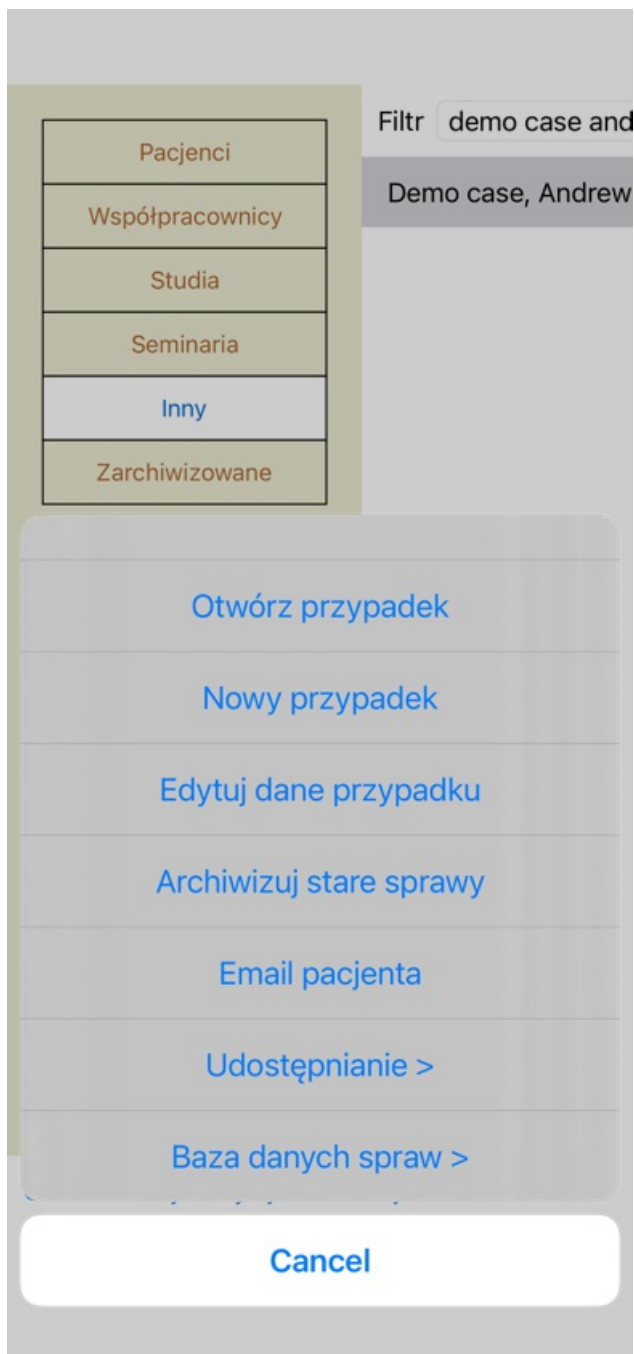 Filtr demo case and
Demo case, Andrew
Pacjenci
Współpracownicy
Studia
Seminaria
Inny
Zarchiwizowane
Otwórz przypadek
Nowy przypadek
Edytuj dane przypadku
Archiwizuj stare sprawy
Email pacjenta
Udostępnianie >
Baza danych spraw >
Cancel